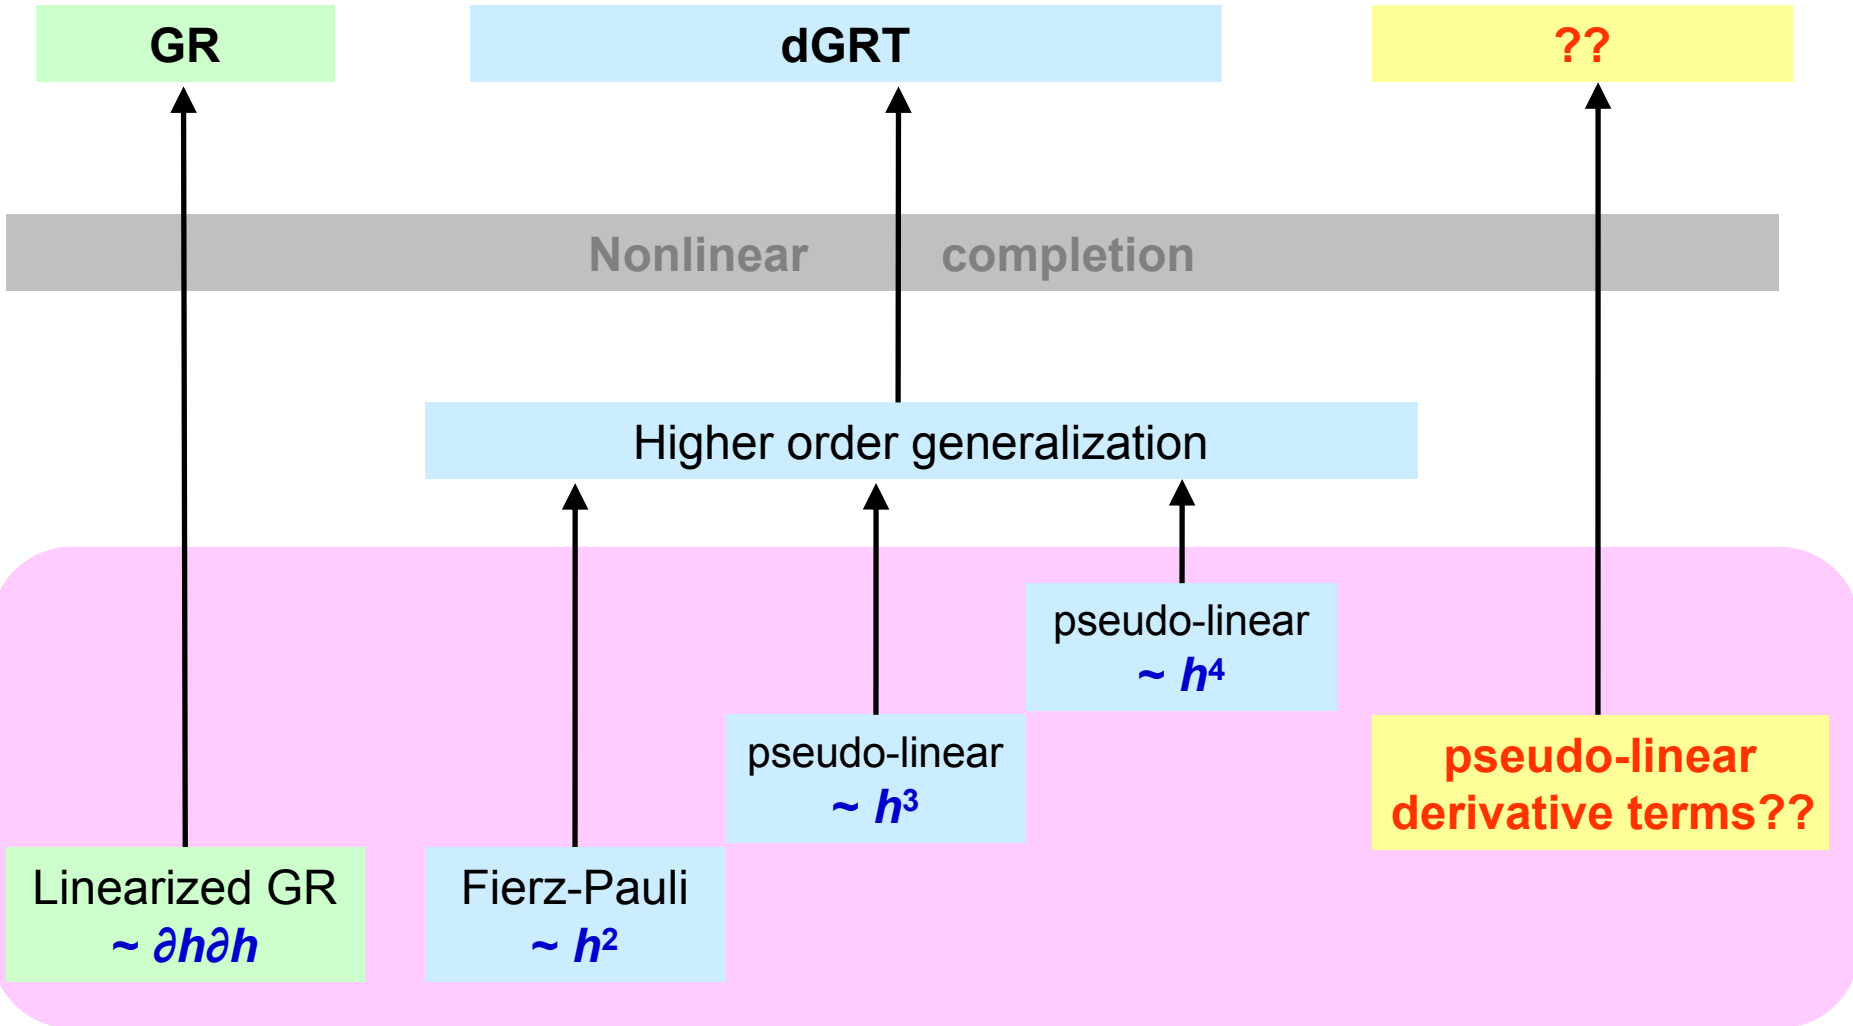 GR
dGRT
??
Nonlinear completion
Higher order generalization
pseudo-linear
~ h⁴
pseudo-linear
~ h³
pseudo-linear
derivative terms??
Linearized GR
~ ∂h∂h
Fierz-Pauli
~ h²